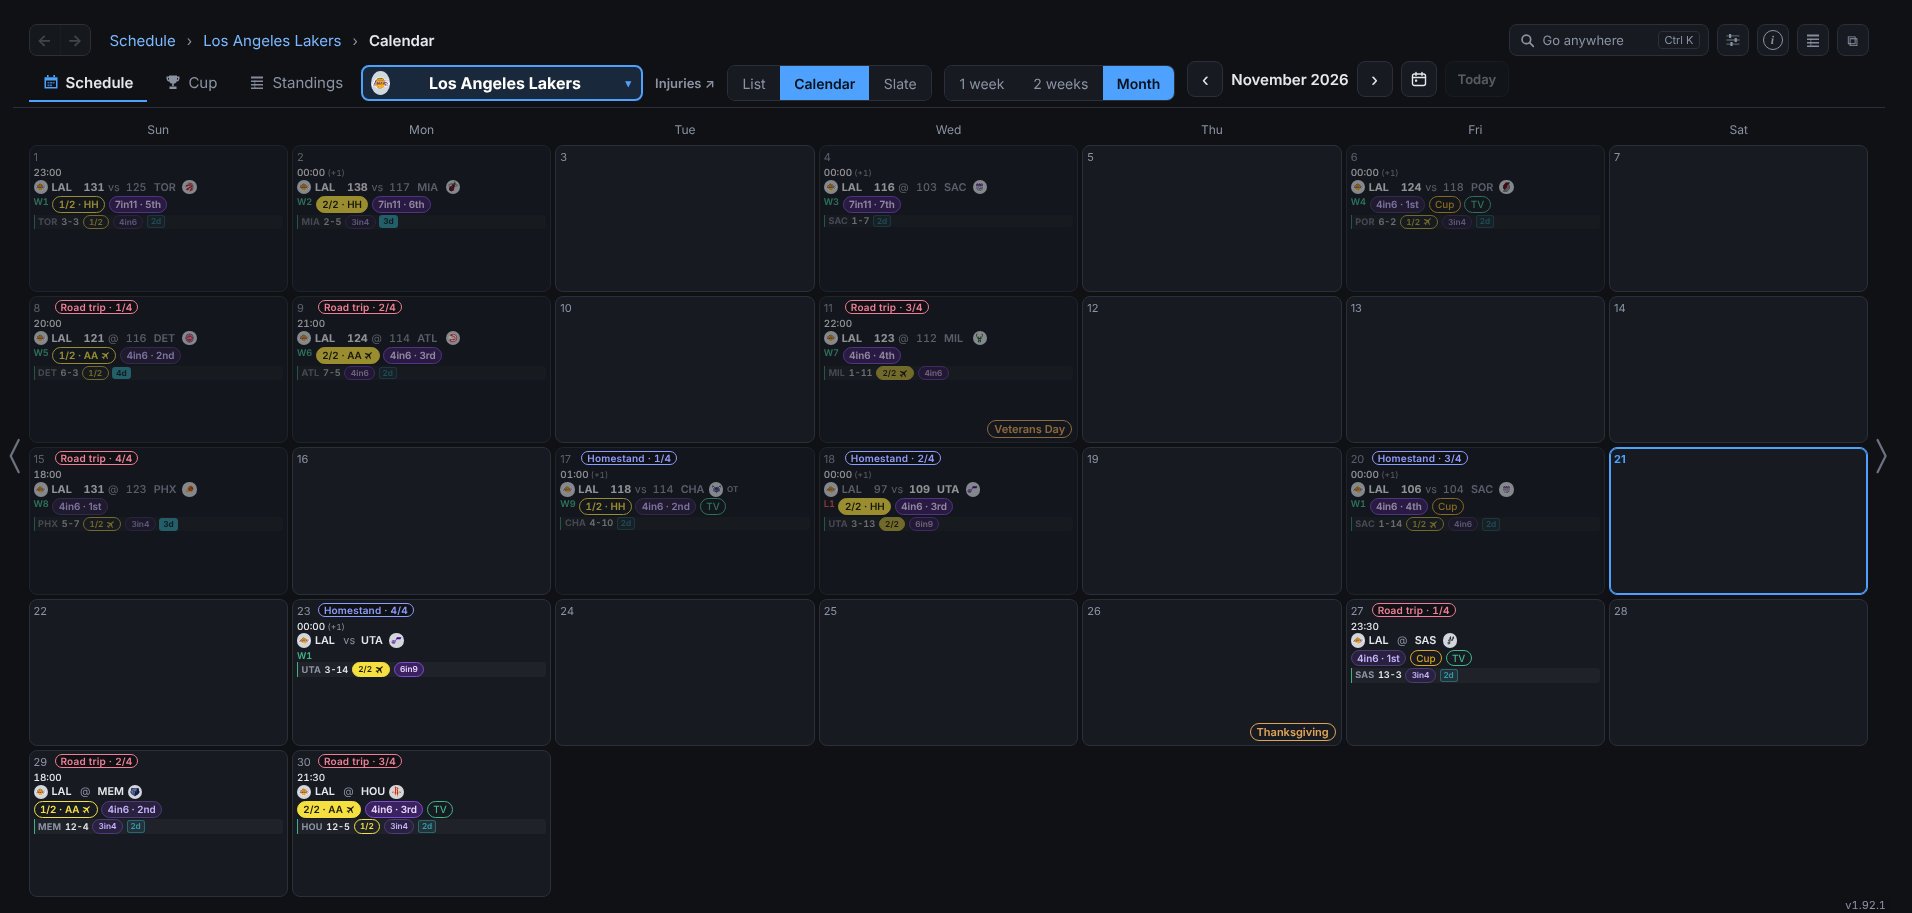 Schedule › Los Angeles Lakers › Calendar
Go anywhere Ctrl K
Schedule Cup Standings Los Angeles Lakers ▾ Injuries ↗ List Calendar Slate 1 week 2 weeks Month ‹ November 2026 › Today
Sun Mon Tue Wed Thu Fri Sat
1
23:00
LAL 131 vs 125 TOR
W1 1/2 · HH 7in11 · 5th
TOR 3-3 1/2 4in6 2d
2
00:00 (+1)
LAL 138 vs 117 MIA
W2 2/2 · HH 7in11 · 6th
MIA 2-5 3in4 3d
3
4
00:00 (+1)
LAL 116 @ 103 SAC
W3 7in11 · 7th
SAC 1-7 2d
5
6
00:00 (+1)
LAL 124 vs 118 POR
W4 4in6 · 1st Cup TV
POR 6-2 1/2 3in4 2d
7
8 Road trip · 1/4
20:00
LAL 121 @ 116 DET
W5 1/2 · AA 4in6 · 2nd
DET 6-3 1/2 4d
9 Road trip · 2/4
21:00
LAL 124 @ 114 ATL
W6 2/2 · AA 4in6 · 3rd
ATL 7-5 4in6 2d
10
11 Road trip · 3/4
22:00
LAL 123 @ 112 MIL
W7 4in6 · 4th
MIL 1-11 2/2 4in6
Veterans Day
12
13
14
15 Road trip · 4/4
18:00
LAL 131 @ 123 PHX
W8 4in6 · 1st
PHX 5-7 1/2 3in4 3d
16
17 Homestand · 1/4
01:00 (+1)
LAL 118 vs 114 CHA OT
W9 1/2 · HH 4in6 · 2nd TV
CHA 4-10 2d
18 Homestand · 2/4
00:00 (+1)
LAL 97 vs 109 UTA
L1 2/2 · HH 4in6 · 3rd
UTA 3-13 2/2 6in9
19
20 Homestand · 3/4
00:00 (+1)
LAL 106 vs 104 SAC
W1 4in6 · 4th Cup
SAC 1-14 1/2 4in6 2d
21
22
23 Homestand · 4/4
00:00 (+1)
LAL vs UTA
W1
UTA 3-14 2/2 6in9
24
25
26
Thanksgiving
27 Road trip · 1/4
23:30
LAL @ SAS
4in6 · 1st Cup TV
SAS 13-3 3in4 2d
28
29 Road trip · 2/4
18:00
LAL @ MEM
1/2 · AA 4in6 · 2nd
MEM 12-4 3in4 2d
30 Road trip · 3/4
21:30
LAL @ HOU
2/2 · AA 4in6 · 3rd TV
HOU 12-5 1/2 3in4 2d
v1.92.1